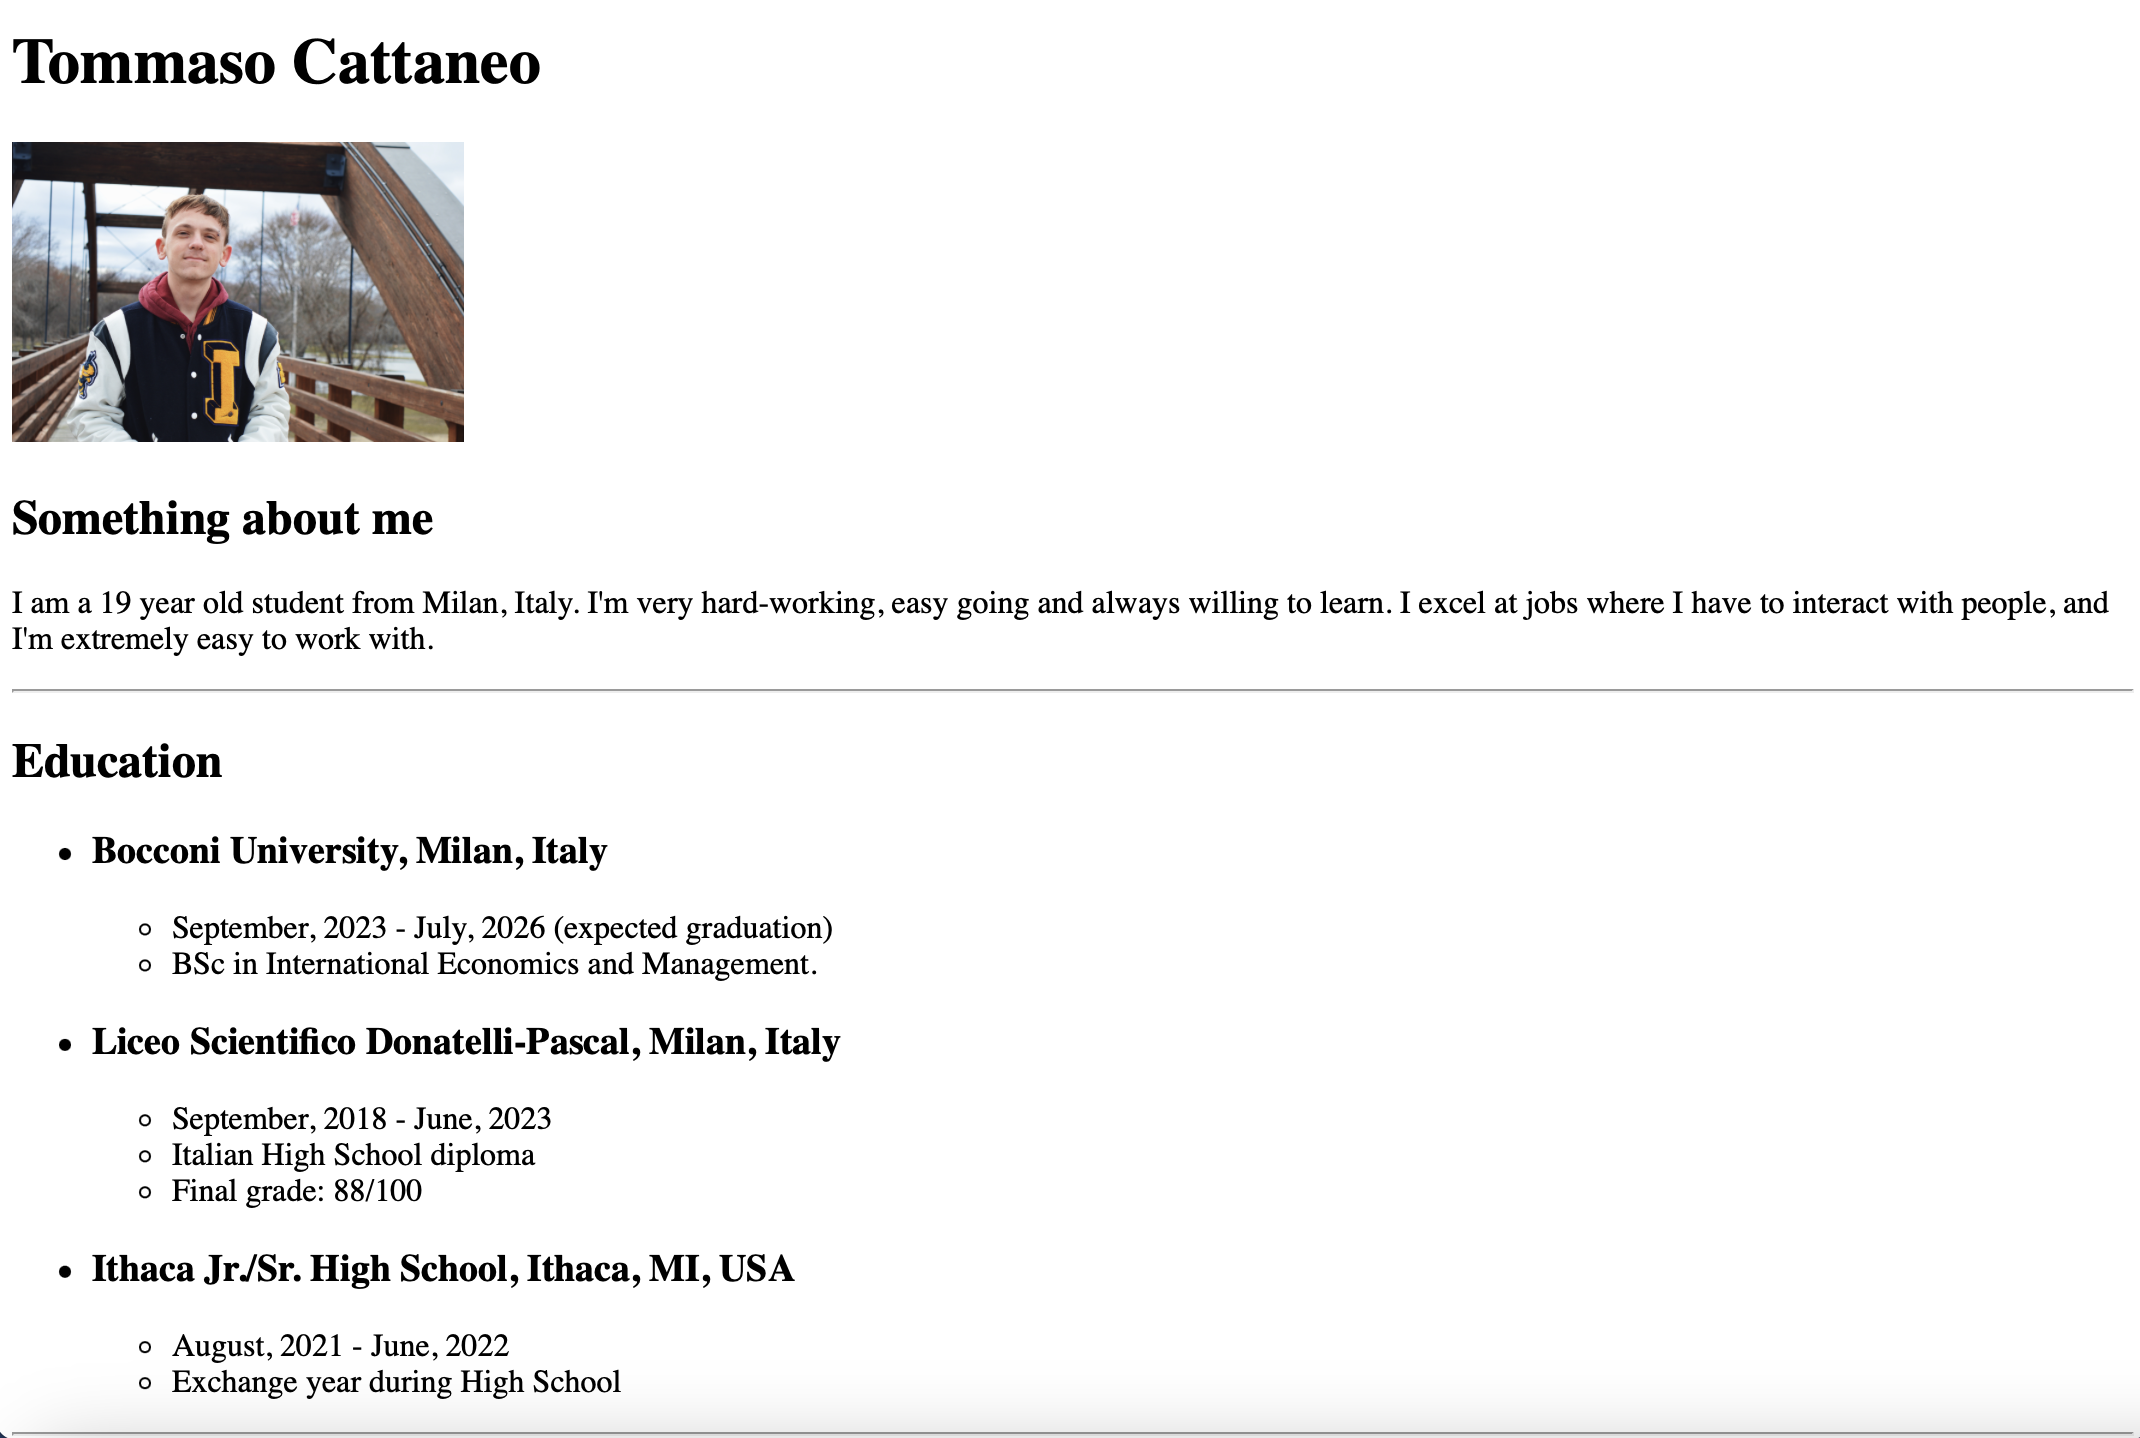 Tommaso Cattaneo
I
Something about me
I am a 19 year old student from Milan, Italy. I'm very hard-working, easy going and always willing to learn. I excel at jobs where I have to interact with people, and
I'm extremely easy to work with.
Education
Bocconi University, Milan, Italy
September, 2023 - July, 2026 (expected graduation)
BSc in International Economics and Management.
Liceo Scientifico Donatelli-Pascal, Milan, Italy
September, 2018 - June, 2023
Italian High School diploma
Final grade: 88/100
Ithaca Jr./Sr. High School, Ithaca, MI, USA
August, 2021 - June, 2022
Exchange year during High School